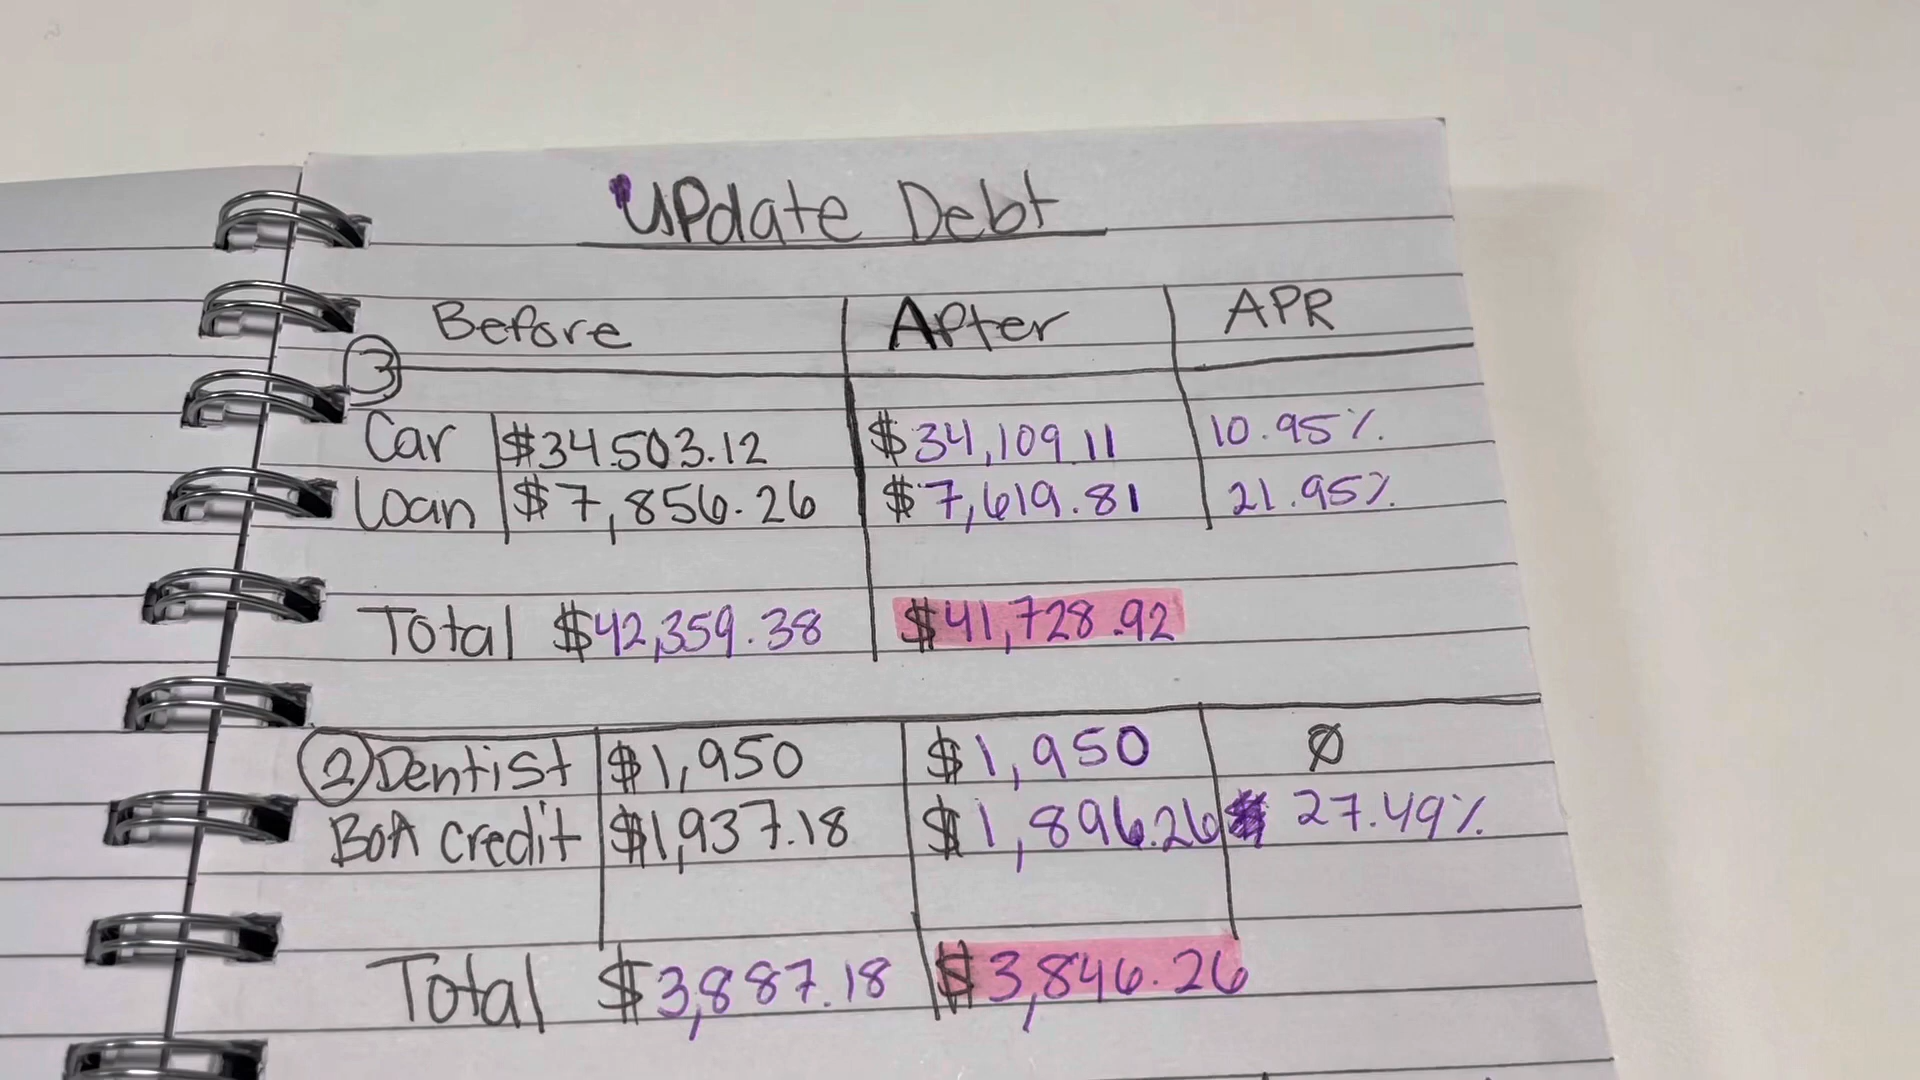 Update Debt
Before After APR
3
Car $34.503.12 $34,109.11 10.95%
Loan $7,856.26 $7,619.81 21.95%
Total $42,359.38 $41,728.92
2 Dentist $1,950 $1,950 Ø
BoA credit $1,937.18 $1,896.26 27.49%
Total $3,887.18 $3,846.26